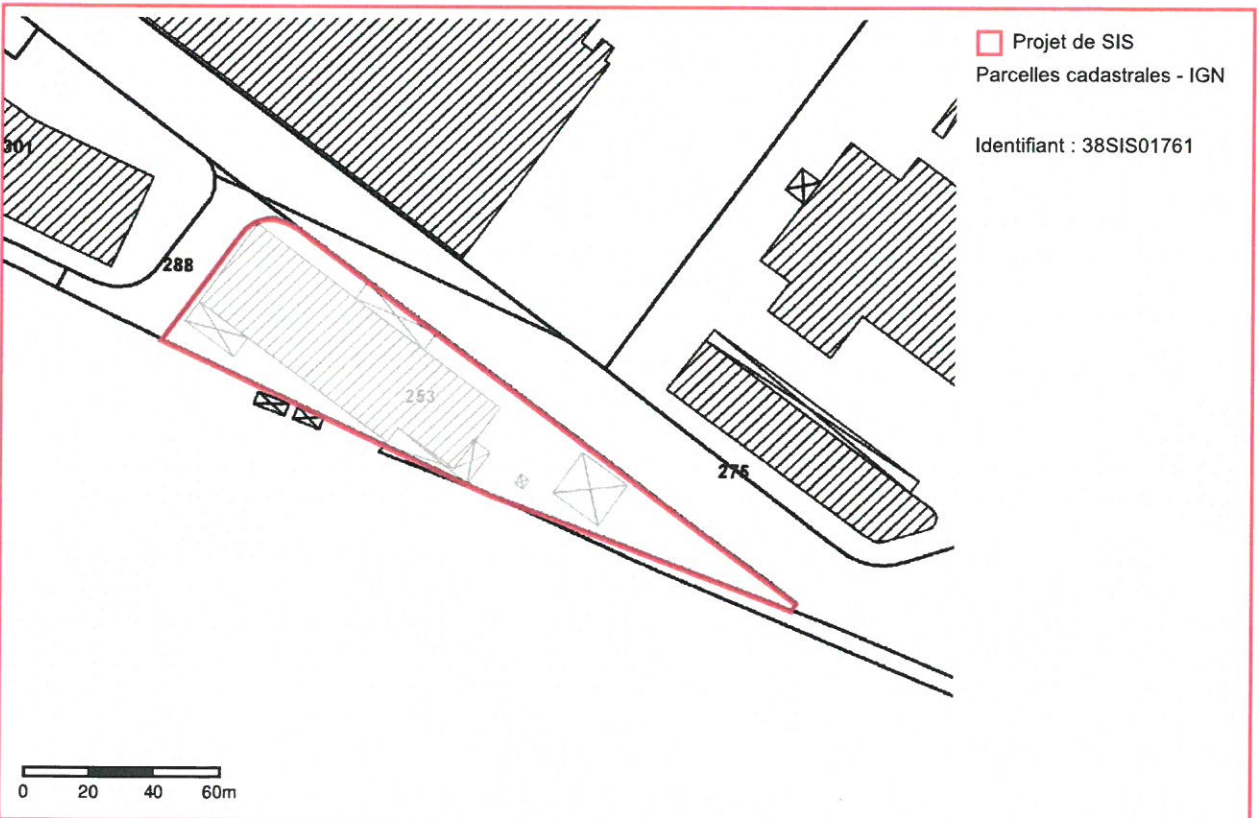 Projet de SIS
Parcelles cadastrales - IGN
Identifiant : 38SIS01761
301
288
253
275
0 20 40 60m